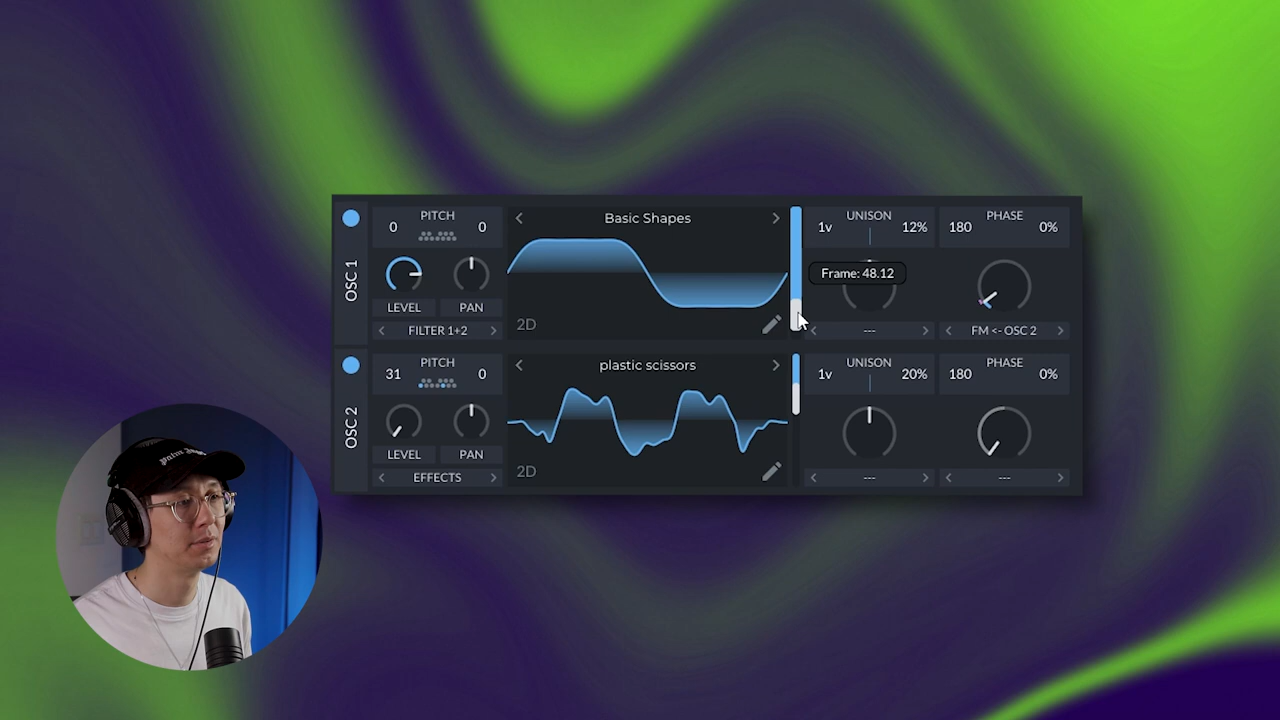 OSC 1
PITCH
0 0
LEVEL PAN
FILTER 1+2
Basic Shapes
2D
UNISON
1v 12%
Frame: 48.12
---
PHASE
180 0%
FM <- OSC 2
OSC 2
PITCH
31 0
LEVEL PAN
EFFECTS
plastic scissors
2D
UNISON
1v 20%
---
PHASE
180 0%
---